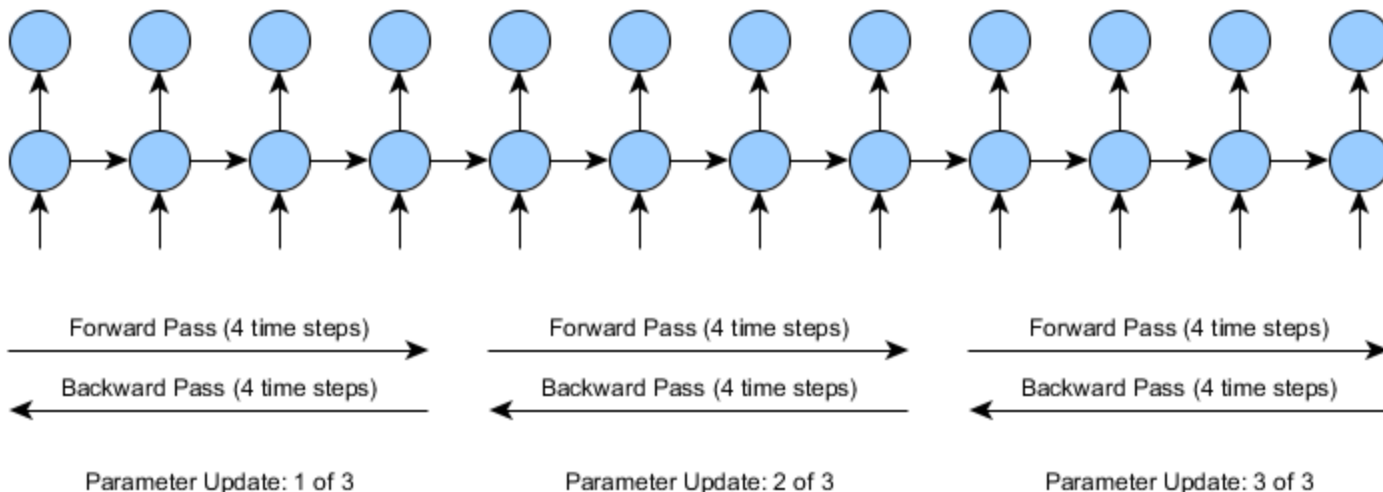 Forward Pass (4 time steps)
Forward Pass (4 time steps)
Forward Pass (4 time steps)
Backward Pass (4 time steps)
Backward Pass (4 time steps)
Backward Pass (4 time steps)
Parameter Update: 1 of 3
Parameter Update: 2 of 3
Parameter Update: 3 of 3